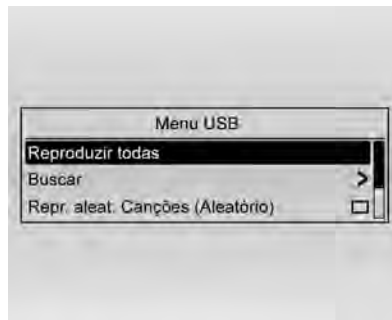 Menu USB
Reproduzir todas
Buscar >
Repr. aleat. Canções (Aleatório)